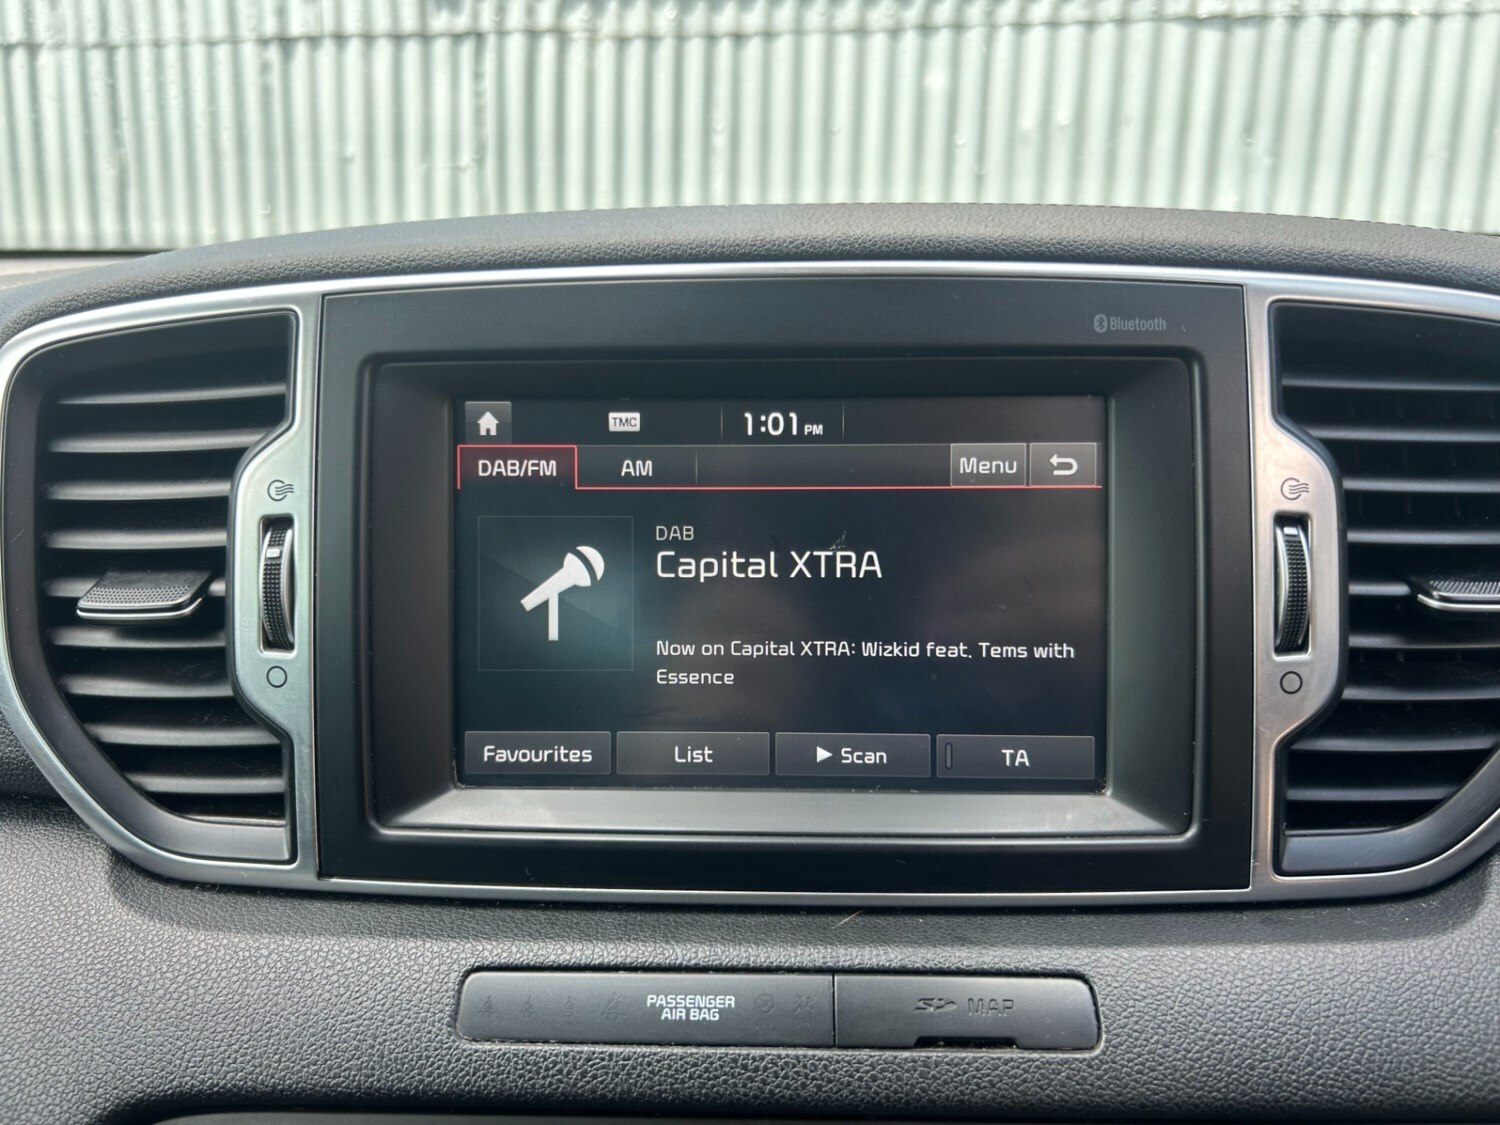 Bluetooth
TMC
1:01 PM
DAB/FM
AM
Menu
DAB
Capital XTRA
Now on Capital XTRA: Wizkid feat. Tems with
Essence
Favourites
List
Scan
TA
PASSENGER
AIR BAG
SD MAP